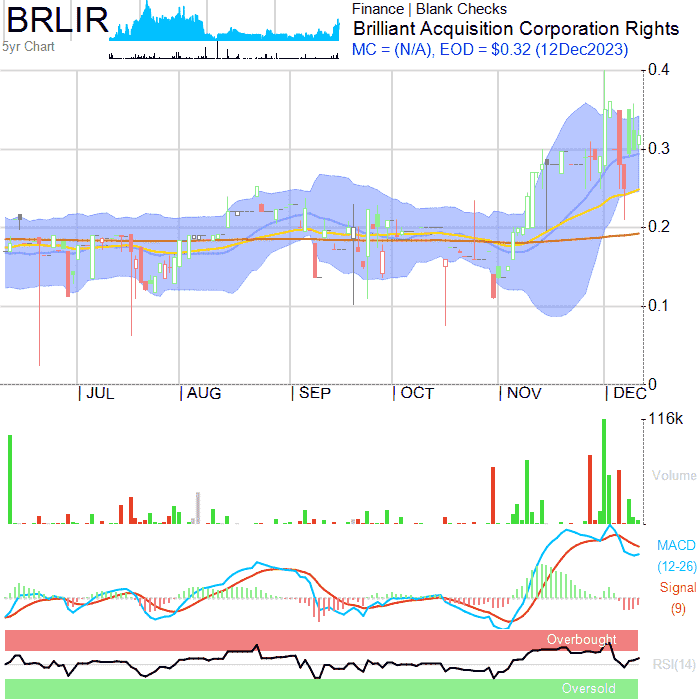 BRLIR
5yr Chart
Finance | Blank Checks
Brilliant Acquisition Corporation Rights
MC = (N/A), EOD = $0.32 (12Dec2023)
0.4
0.3
0.2
0.1
0
| JUL | AUG | SEP | OCT | NOV | DEC
116k
Volume
MACD
(12-26)
Signal
(9)
Overbought
RSI(14)
Oversold